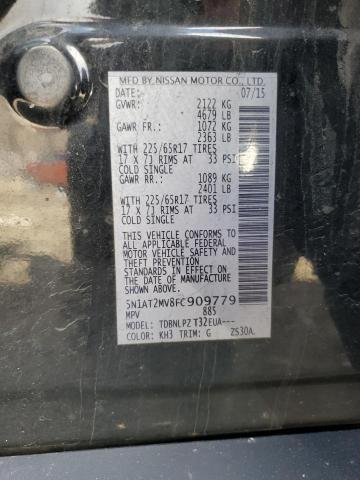 MFD BY NISSAN MOTOR CO., LTD.
DATE: 07/15
GVWR: 2122 KG
4679 LB
GAWR FR: 1072 KG
2363 LB
WITH 225/65R17 TIRES
17 X 7J RIMS AT 33 PSI
COLD SINGLE
GAWR RR: 1089 KG
2401 LB
WITH 225/65R17 TIRES
17 X 7J RIMS AT 33 PSI
COLD SINGLE
THIS VEHICLE CONFORMS TO ALL
APPLICABLE FEDERAL
MOTOR VEHICLE SAFETY AND
THEFT PREVENTION
STANDARDS IN EFFECT ON
THE DATE OF MANUFACTURE
SHOWN ABOVE.
5N1AT2MV8FC909779
MPV 885
MODEL: TDBNLPZ T32EUA---
COLOR: KH3 TRIM: G ZS30A.